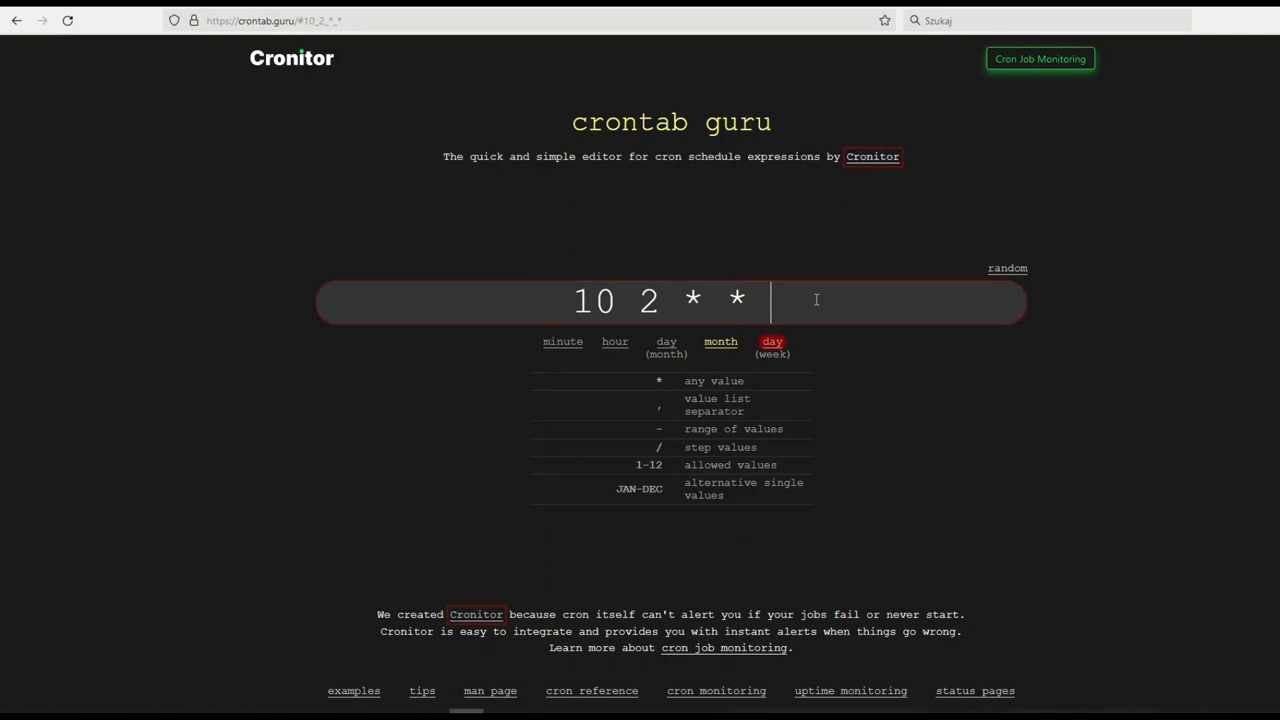 https://crontab.guru/#10_2_*_*
Szukaj
Cronitor
Cron Job Monitoring
crontab guru
The quick and simple editor for cron schedule expressions by Cronitor
random
10 2 * *
minute hour day month day
(month) (week)
* any value
, value list
separator
- range of values
/ step values
1-12 allowed values
JAN-DEC alternative single
values
We created Cronitor because cron itself can't alert you if your jobs fail or never start.
Cronitor is easy to integrate and provides you with instant alerts when things go wrong.
Learn more about cron job monitoring.
examples tips man page cron reference cron monitoring uptime monitoring status pages